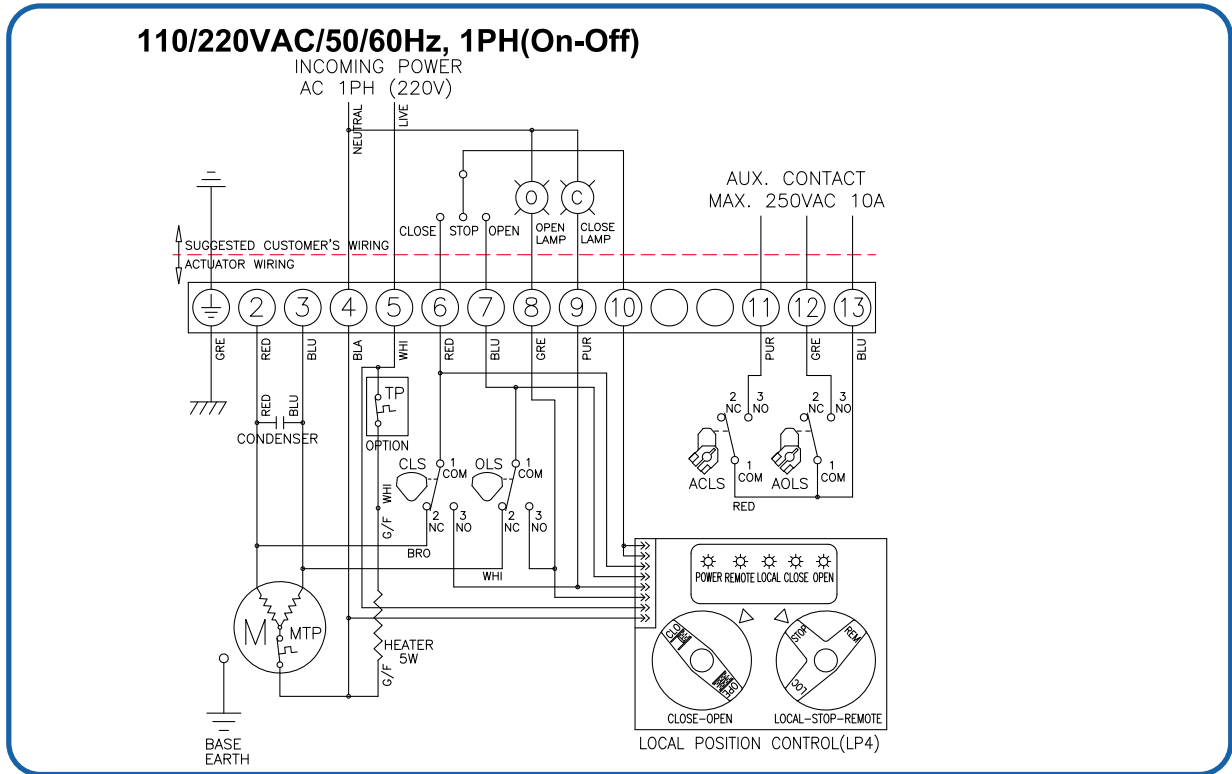 110/220VAC/50/60Hz, 1PH(On-Off)
INCOMING POWER
AC 1PH (220V)
NEUTRAL
LIVE
AUX. CONTACT
MAX. 250VAC 10A
O
C
CLOSE STOP OPEN
OPEN
LAMP
CLOSE
LAMP
SUGGESTED CUSTOMER'S WIRING
ACTUATOR WIRING
2 3 4 5 6 7 8 9 10 11 12 13
GRE RED BLU BLA WHI RED BLU GRE PUR PUR GRE BLU
RED BLU
CONDENSER
TP
OPTION
WHI
G/F
CLS
1
COM
2
NC
3
NO
OLS
1
COM
2
NC
3
NO
BRO
WHI
2
NC
3
NO
1
COM
ACLS
2
NC
3
NO
1
COM
AOLS
RED
M
MTP
HEATER
5W
G/F
BASE
EARTH
POWER REMOTE LOCAL CLOSE OPEN
STOP
REM
LOC
CLOSE-OPEN
LOCAL-STOP-REMOTE
LOCAL POSITION CONTROL(LP4)